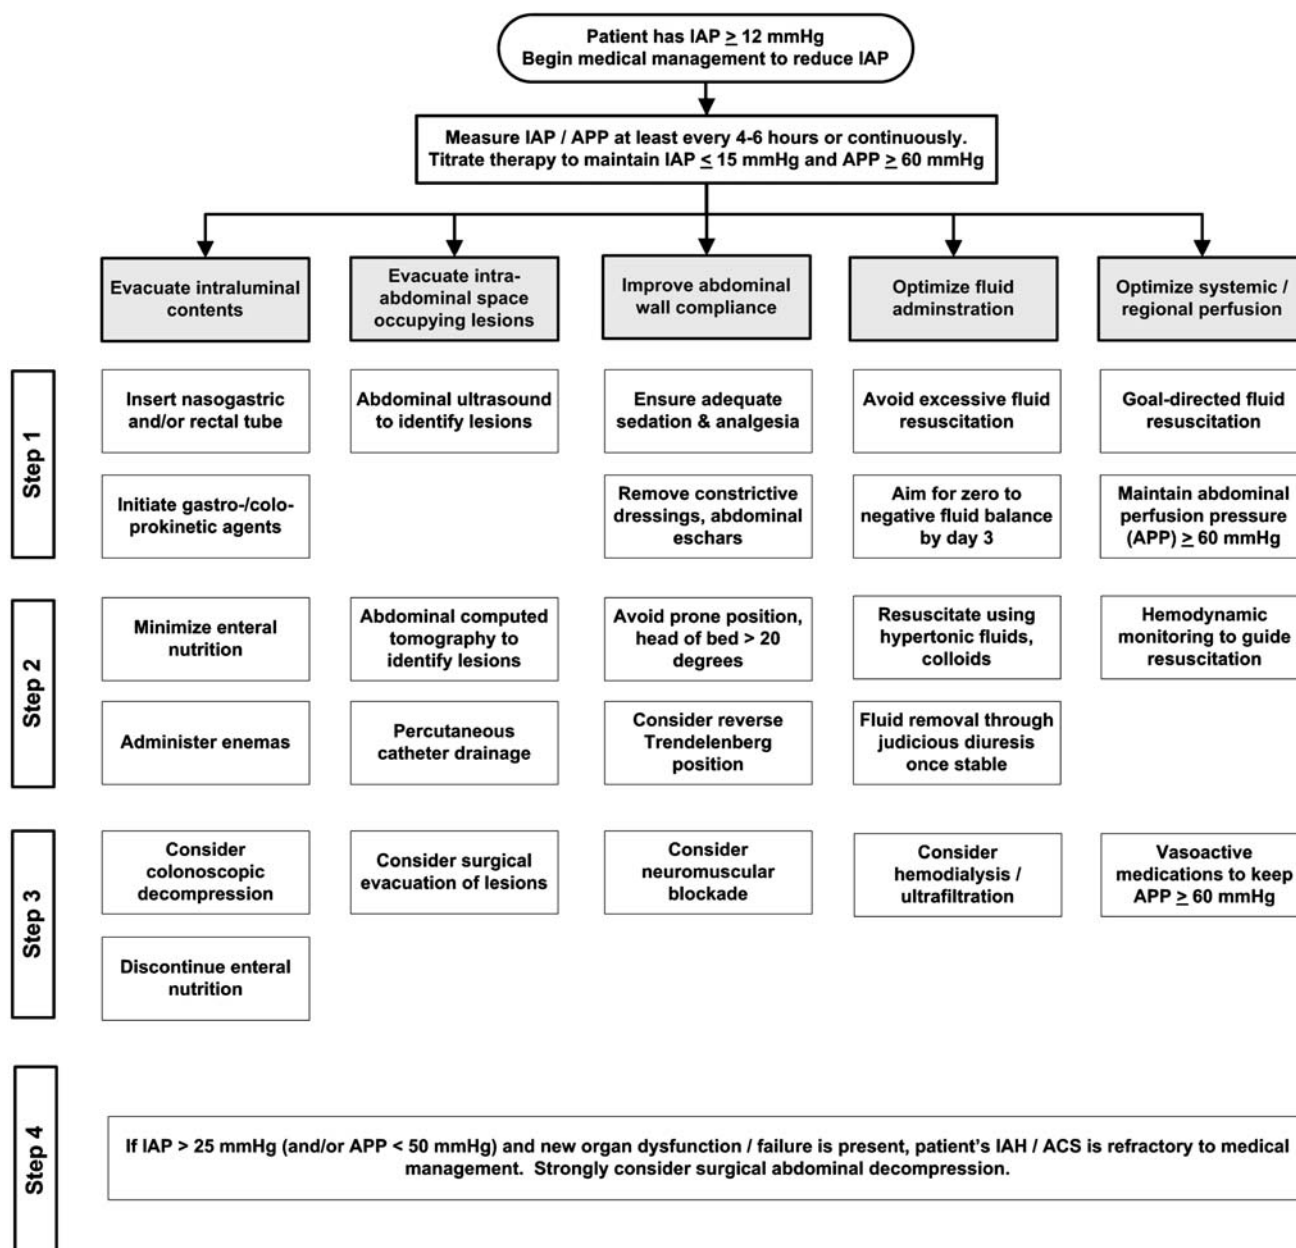 Patient has IAP ≥ 12 mmHg
Begin medical management to reduce IAP
Measure IAP / APP at least every 4-6 hours or continuously.
Titrate therapy to maintain IAP ≤ 15 mmHg and APP ≥ 60 mmHg
Evacuate intraluminal
contents
Evacuate intra-
abdominal space
occupying lesions
Improve abdominal
wall compliance
Optimize fluid
adminstration
Optimize systemic /
regional perfusion
Step 1
Insert nasogastric
and/or rectal tube
Abdominal ultrasound
to identify lesions
Ensure adequate
sedation & analgesia
Avoid excessive fluid
resuscitation
Goal-directed fluid
resuscitation
Initiate gastro-/colo-
prokinetic agents
Remove constrictive
dressings, abdominal
eschars
Aim for zero to
negative fluid balance
by day 3
Maintain abdominal
perfusion pressure
(APP) ≥ 60 mmHg
Step 2
Minimize enteral
nutrition
Abdominal computed
tomography to
identify lesions
Avoid prone position,
head of bed > 20
degrees
Resuscitate using
hypertonic fluids,
colloids
Hemodynamic
monitoring to guide
resuscitation
Administer enemas
Percutaneous
catheter drainage
Consider reverse
Trendelenberg
position
Fluid removal through
judicious diuresis
once stable
Step 3
Consider
colonoscopic
decompression
Consider surgical
evacuation of lesions
Consider
neuromuscular
blockade
Consider
hemodialysis /
ultrafiltration
Vasoactive
medications to keep
APP ≥ 60 mmHg
Discontinue enteral
nutrition
Step 4
If IAP > 25 mmHg (and/or APP < 50 mmHg) and new organ dysfunction / failure is present, patient's IAH / ACS is refractory to medical
management. Strongly consider surgical abdominal decompression.